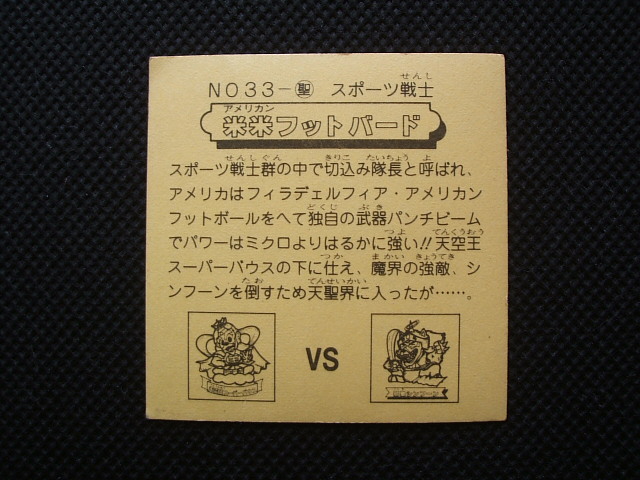 NO33-聖 スポーツ戦士
米米フットバード
スポーツ戦士群の中で切込み隊長と呼ばれ、
アメリカはフィラデェルフィア・アメリカン
フットボールをへて独自の武器パンチビーム
でパワーはミクロよりはるかに強い!!天空王
スーパーバウスの下に仕え、魔界の強敵、シ
ンフーンを倒すため天聖界に入ったが……。
VS